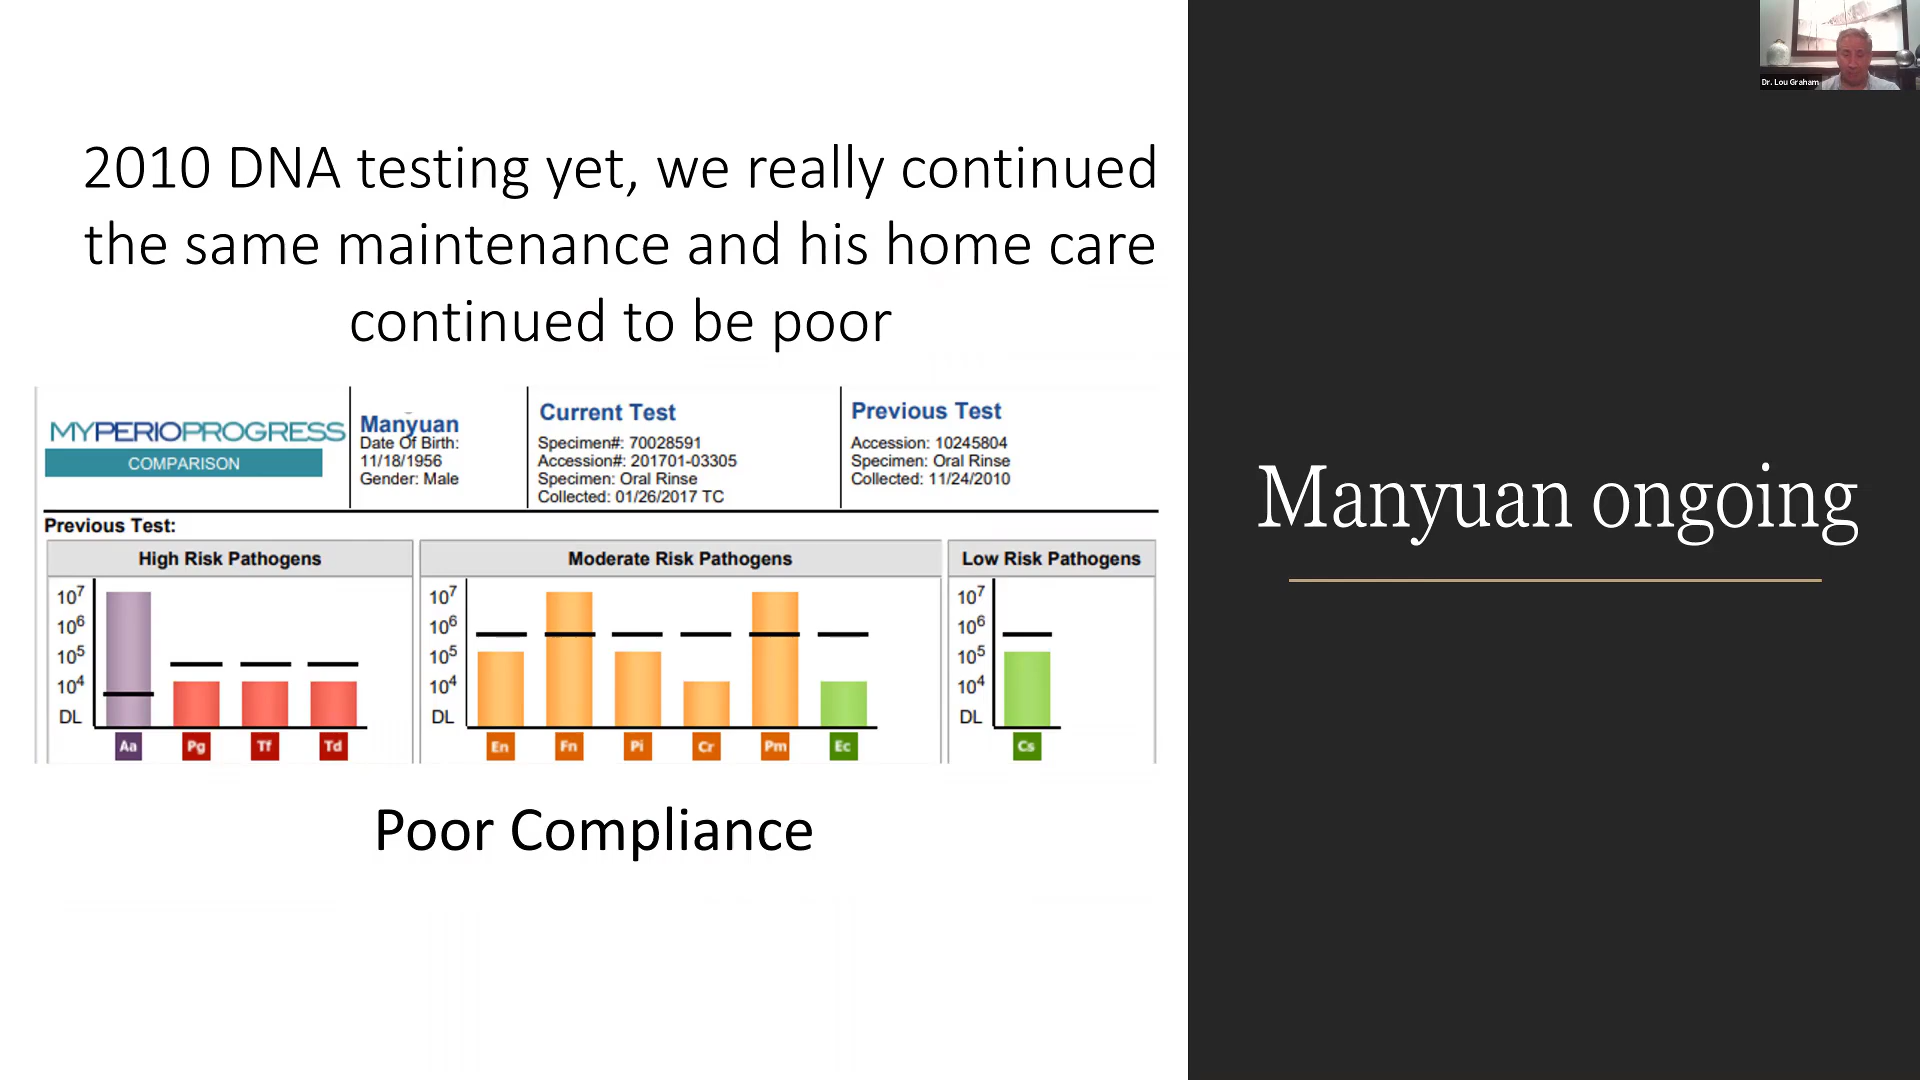 Dr. Lou Graham
2010 DNA testing yet, we really continued
the same maintenance and his home care
continued to be poor
MYPERIOPROGRESS
COMPARISON
Manyuan
Date Of Birth:
11/18/1956
Gender: Male
Current Test
Specimen#: 70028591
Accession#: 201701-03305
Specimen: Oral Rinse
Collected: 01/26/2017 TC
Previous Test
Accession: 10245804
Specimen: Oral Rinse
Collected: 11/24/2010
Previous Test:
High Risk Pathogens
10⁷
10⁶
10⁵
10⁴
DL
Aa Pg Tf Td
Moderate Risk Pathogens
10⁷
10⁶
10⁵
10⁴
DL
En Fn Pi Cr Pm Ec
Low Risk Pathogens
10⁷
10⁶
10⁵
10⁴
DL
Cs
Poor Compliance
Manyuan ongoing